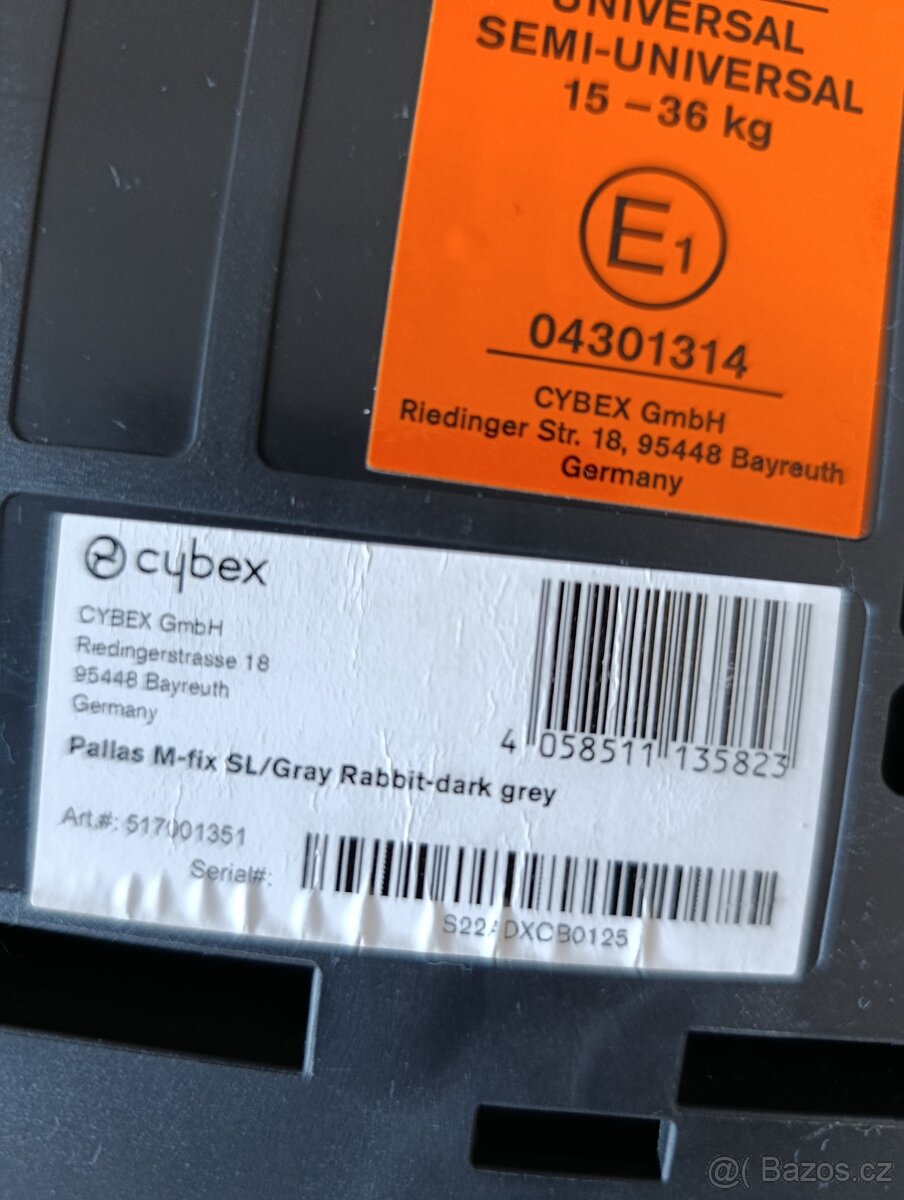 UNIVERSAL
SEMI-UNIVERSAL
15 – 36 kg
E1
04301314
CYBEX GmbH
Riedinger Str. 18, 95448 Bayreuth
Germany
cybex
CYBEX GmbH
Riedingerstrasse 18
95448 Bayreuth
Germany
4 058511 135823
Pallas M-fix SL/Gray Rabbit-dark grey
Art.#: 517001351
Serial#:
S22ADXCB0125
@( Bazos.cz